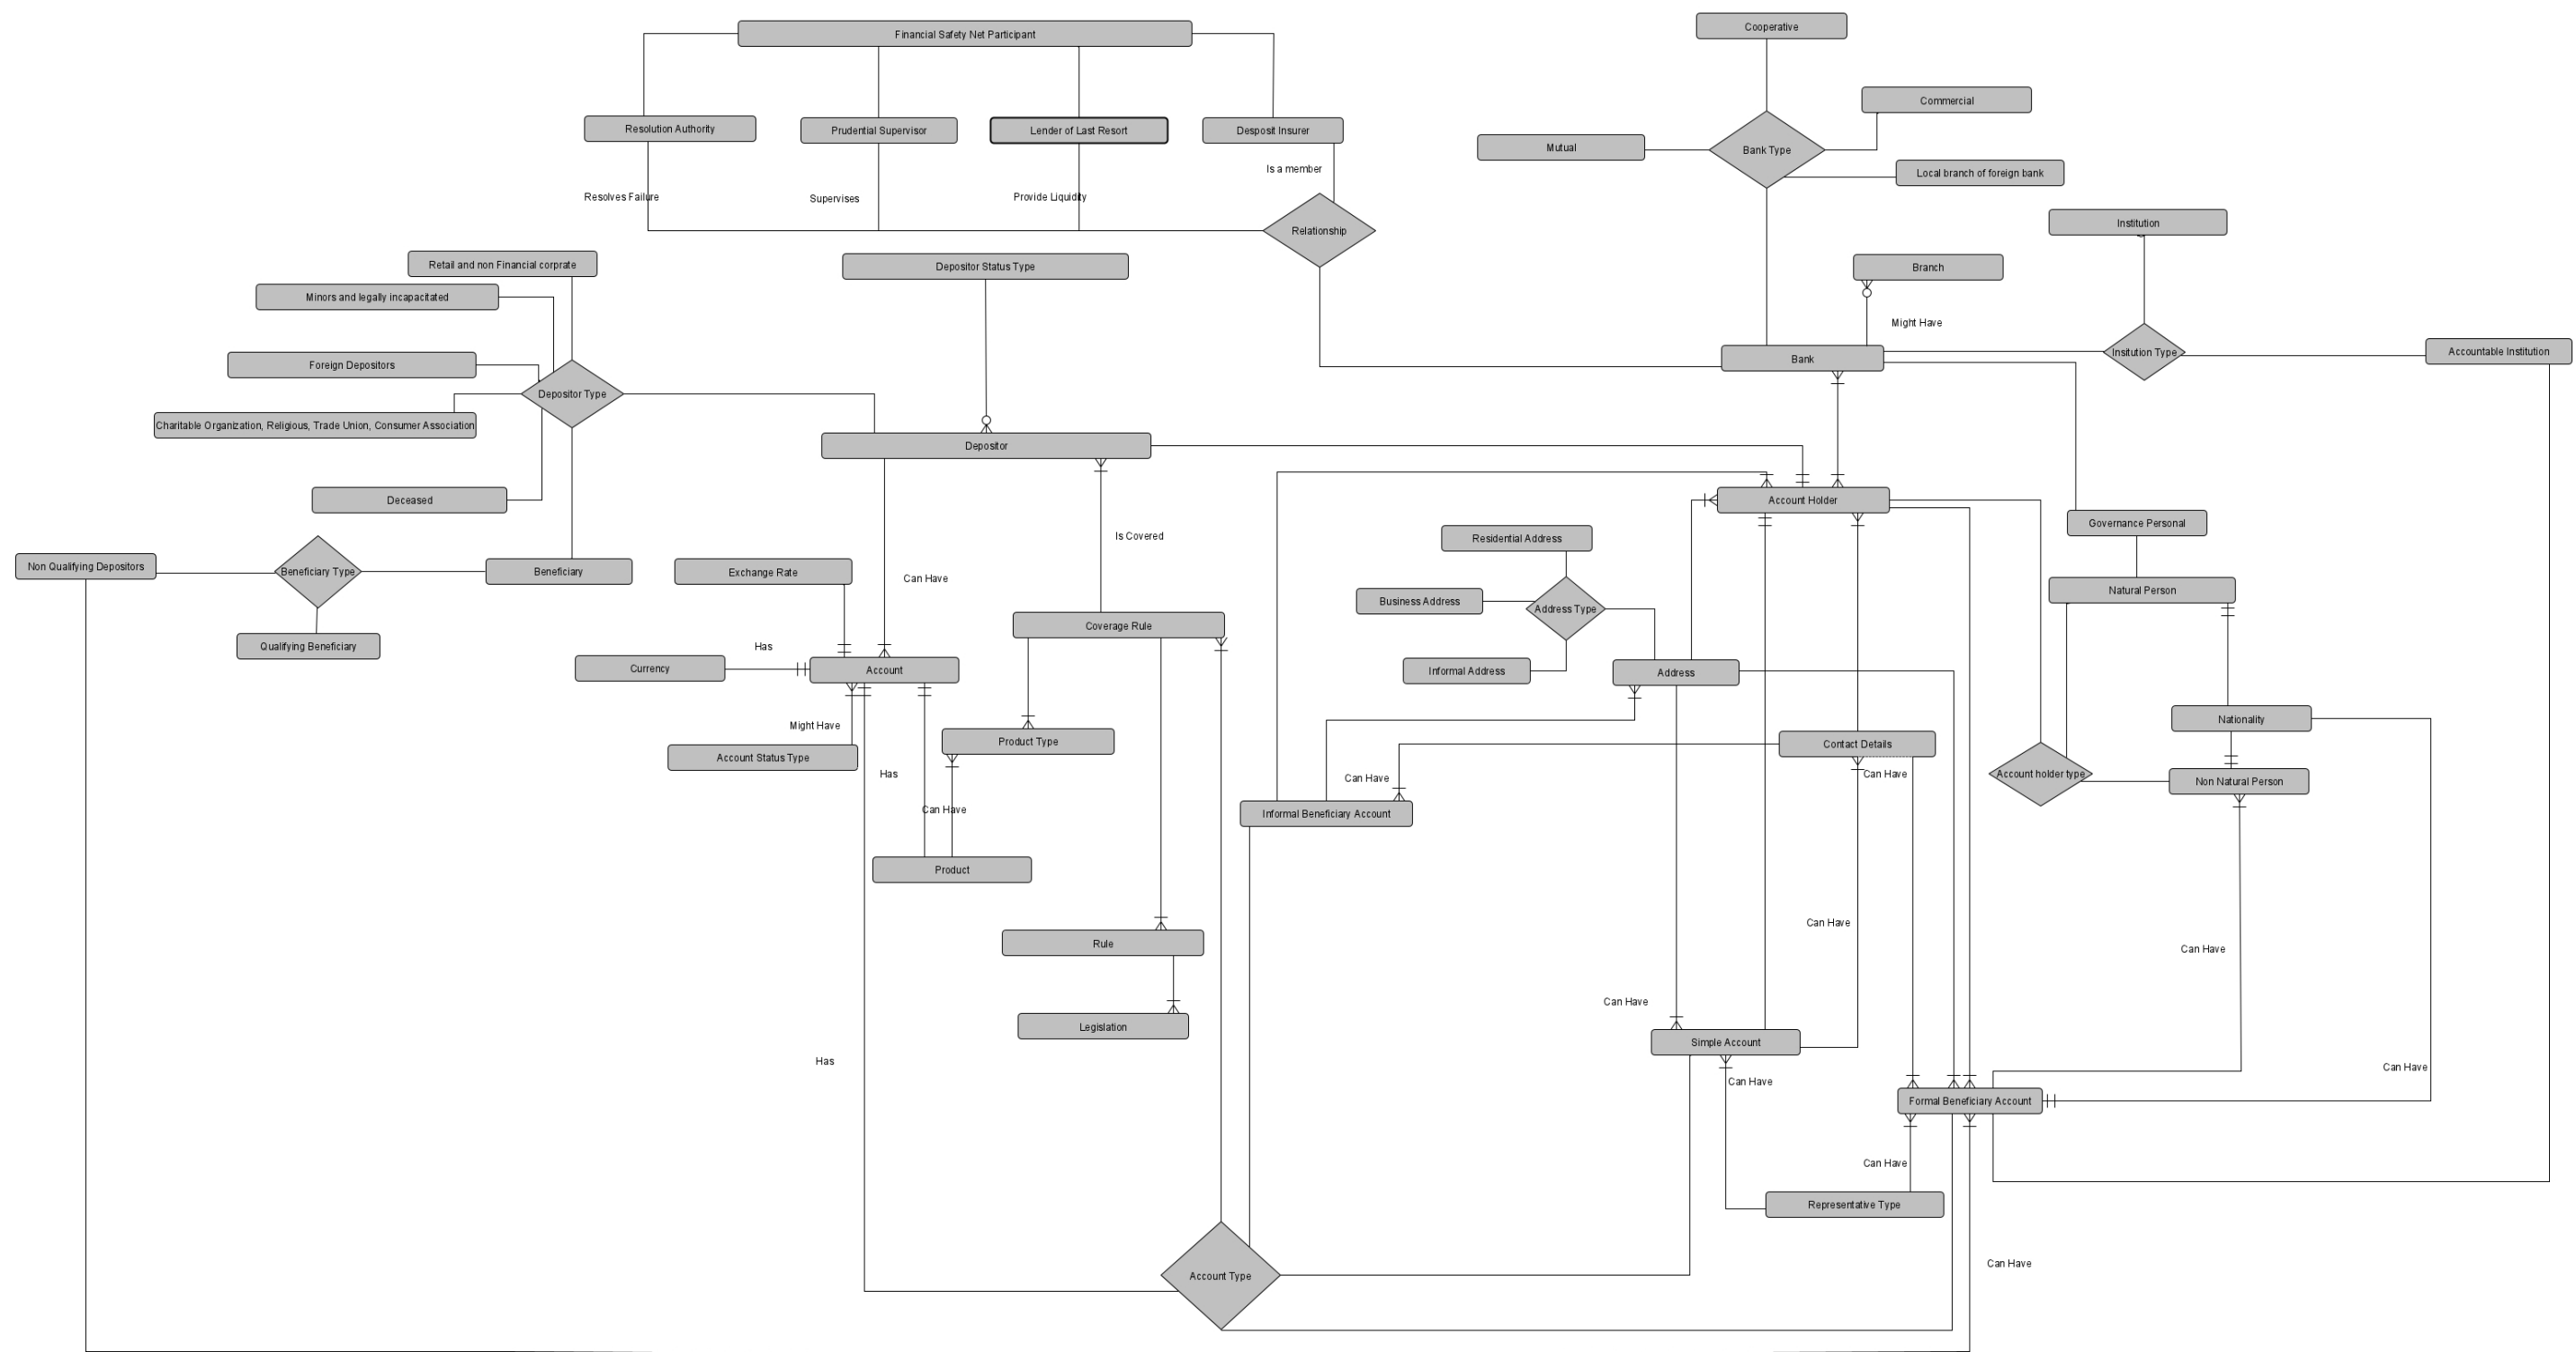 Cooperative
Financial Safety Net Participant
Commercial
Resolution Authority
Prudential Supervisor
Lender of Last Resort
Desposit Insurer
Mutual
Bank Type
Is a member
Local branch of foreign bank
Resolves Failure
Supervises
Provide Liquidity
Institution
Relationship
Retail and non Financial corprate
Depositor Status Type
Branch
Minors and legally incapacitated
Might Have
Insitution Type
Accountable Institution
Bank
Foreign Depositors
Depositor Type
Charitable Organization, Religious, Trade Union, Consumer Association
Depositor
Deceased
Account Holder
Governance Personal
Is Covered
Residential Address
Non Qualifying Depositors
Beneficiary Type
Beneficiary
Exchange Rate
Can Have
Natural Person
Business Address
Address Type
Coverage Rule
Qualifying Beneficiary
Has
Currency
Account
Informal Address
Address
Nationality
Might Have
Product Type
Contact Details
Account Status Type
Has
Can Have
Can Have
Account holder type
Non Natural Person
Can Have
Informal Beneficiary Account
Product
Can Have
Rule
Can Have
Can Have
Legislation
Simple Account
Has
Can Have
Can Have
Formal Beneficiary Account
Can Have
Representative Type
Can Have
Account Type